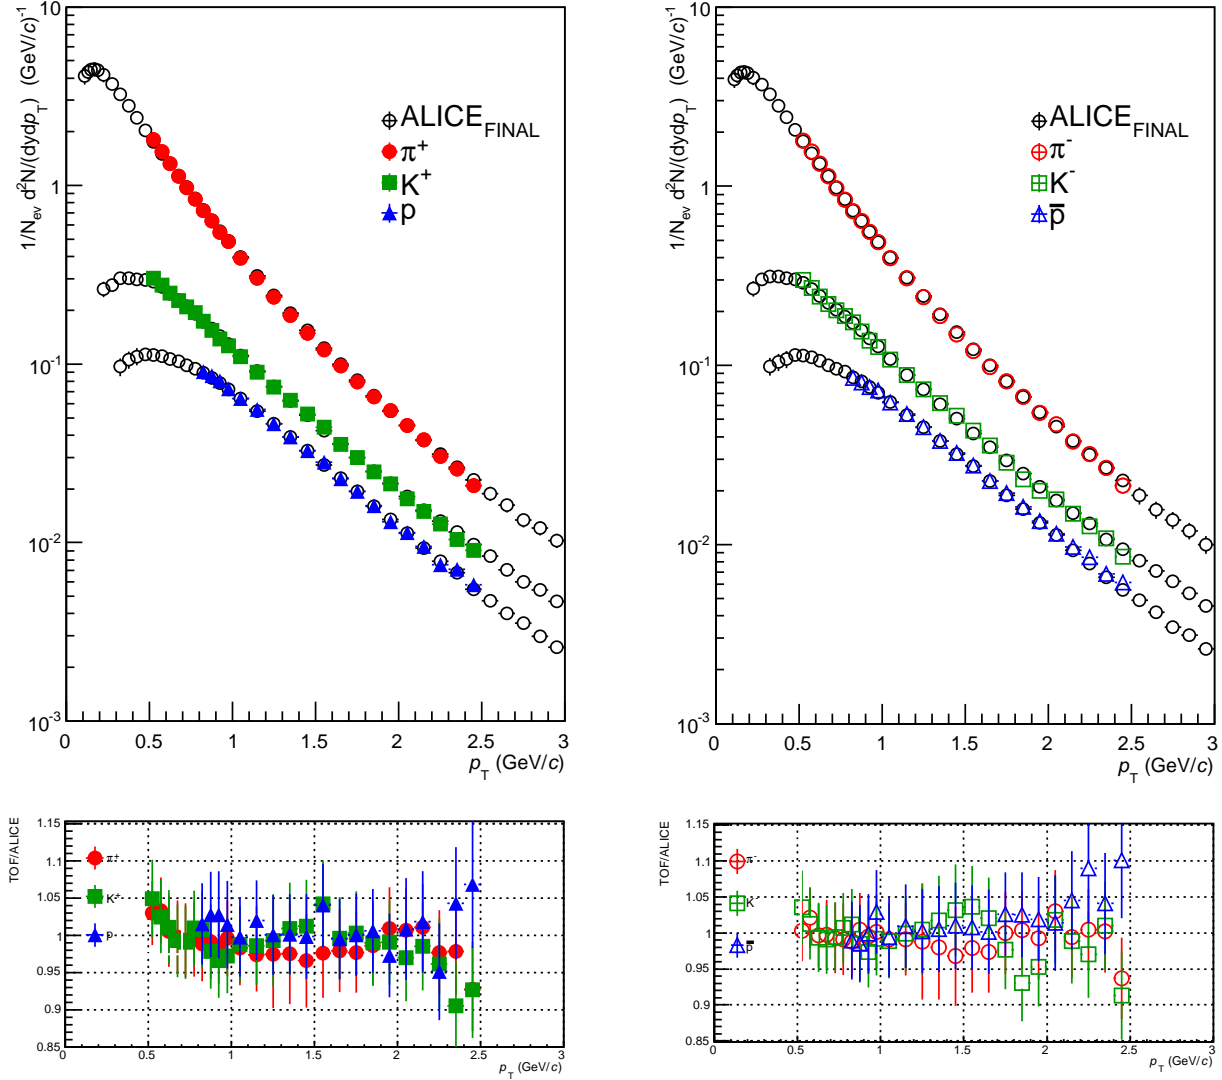 1/N_ev d²N/(dydp_T) (GeV/c)⁻¹
10
1
10⁻¹
10⁻²
10⁻³
ALICE_FINAL
π⁺
K⁺
p
0 0.5 1 1.5 2 2.5 3
p_T (GeV/c)
1/N_ev d²N/(dydp_T) (GeV/c)⁻¹
10
1
10⁻¹
10⁻²
10⁻³
ALICE_FINAL
π⁻
K⁻
p̅
0 0.5 1 1.5 2 2.5 3
p_T (GeV/c)
TOF/ALICE
1.15
1.1
1.05
1
0.95
0.9
0.85
π⁺
K⁺
p
0 0.5 1 1.5 2 2.5 3
p_T (GeV/c)
TOF/ALICE
1.15
1.1
1.05
1
0.95
0.9
0.85
π⁻
K⁻
p̅
0 0.5 1 1.5 2 2.5 3
p_T (GeV/c)